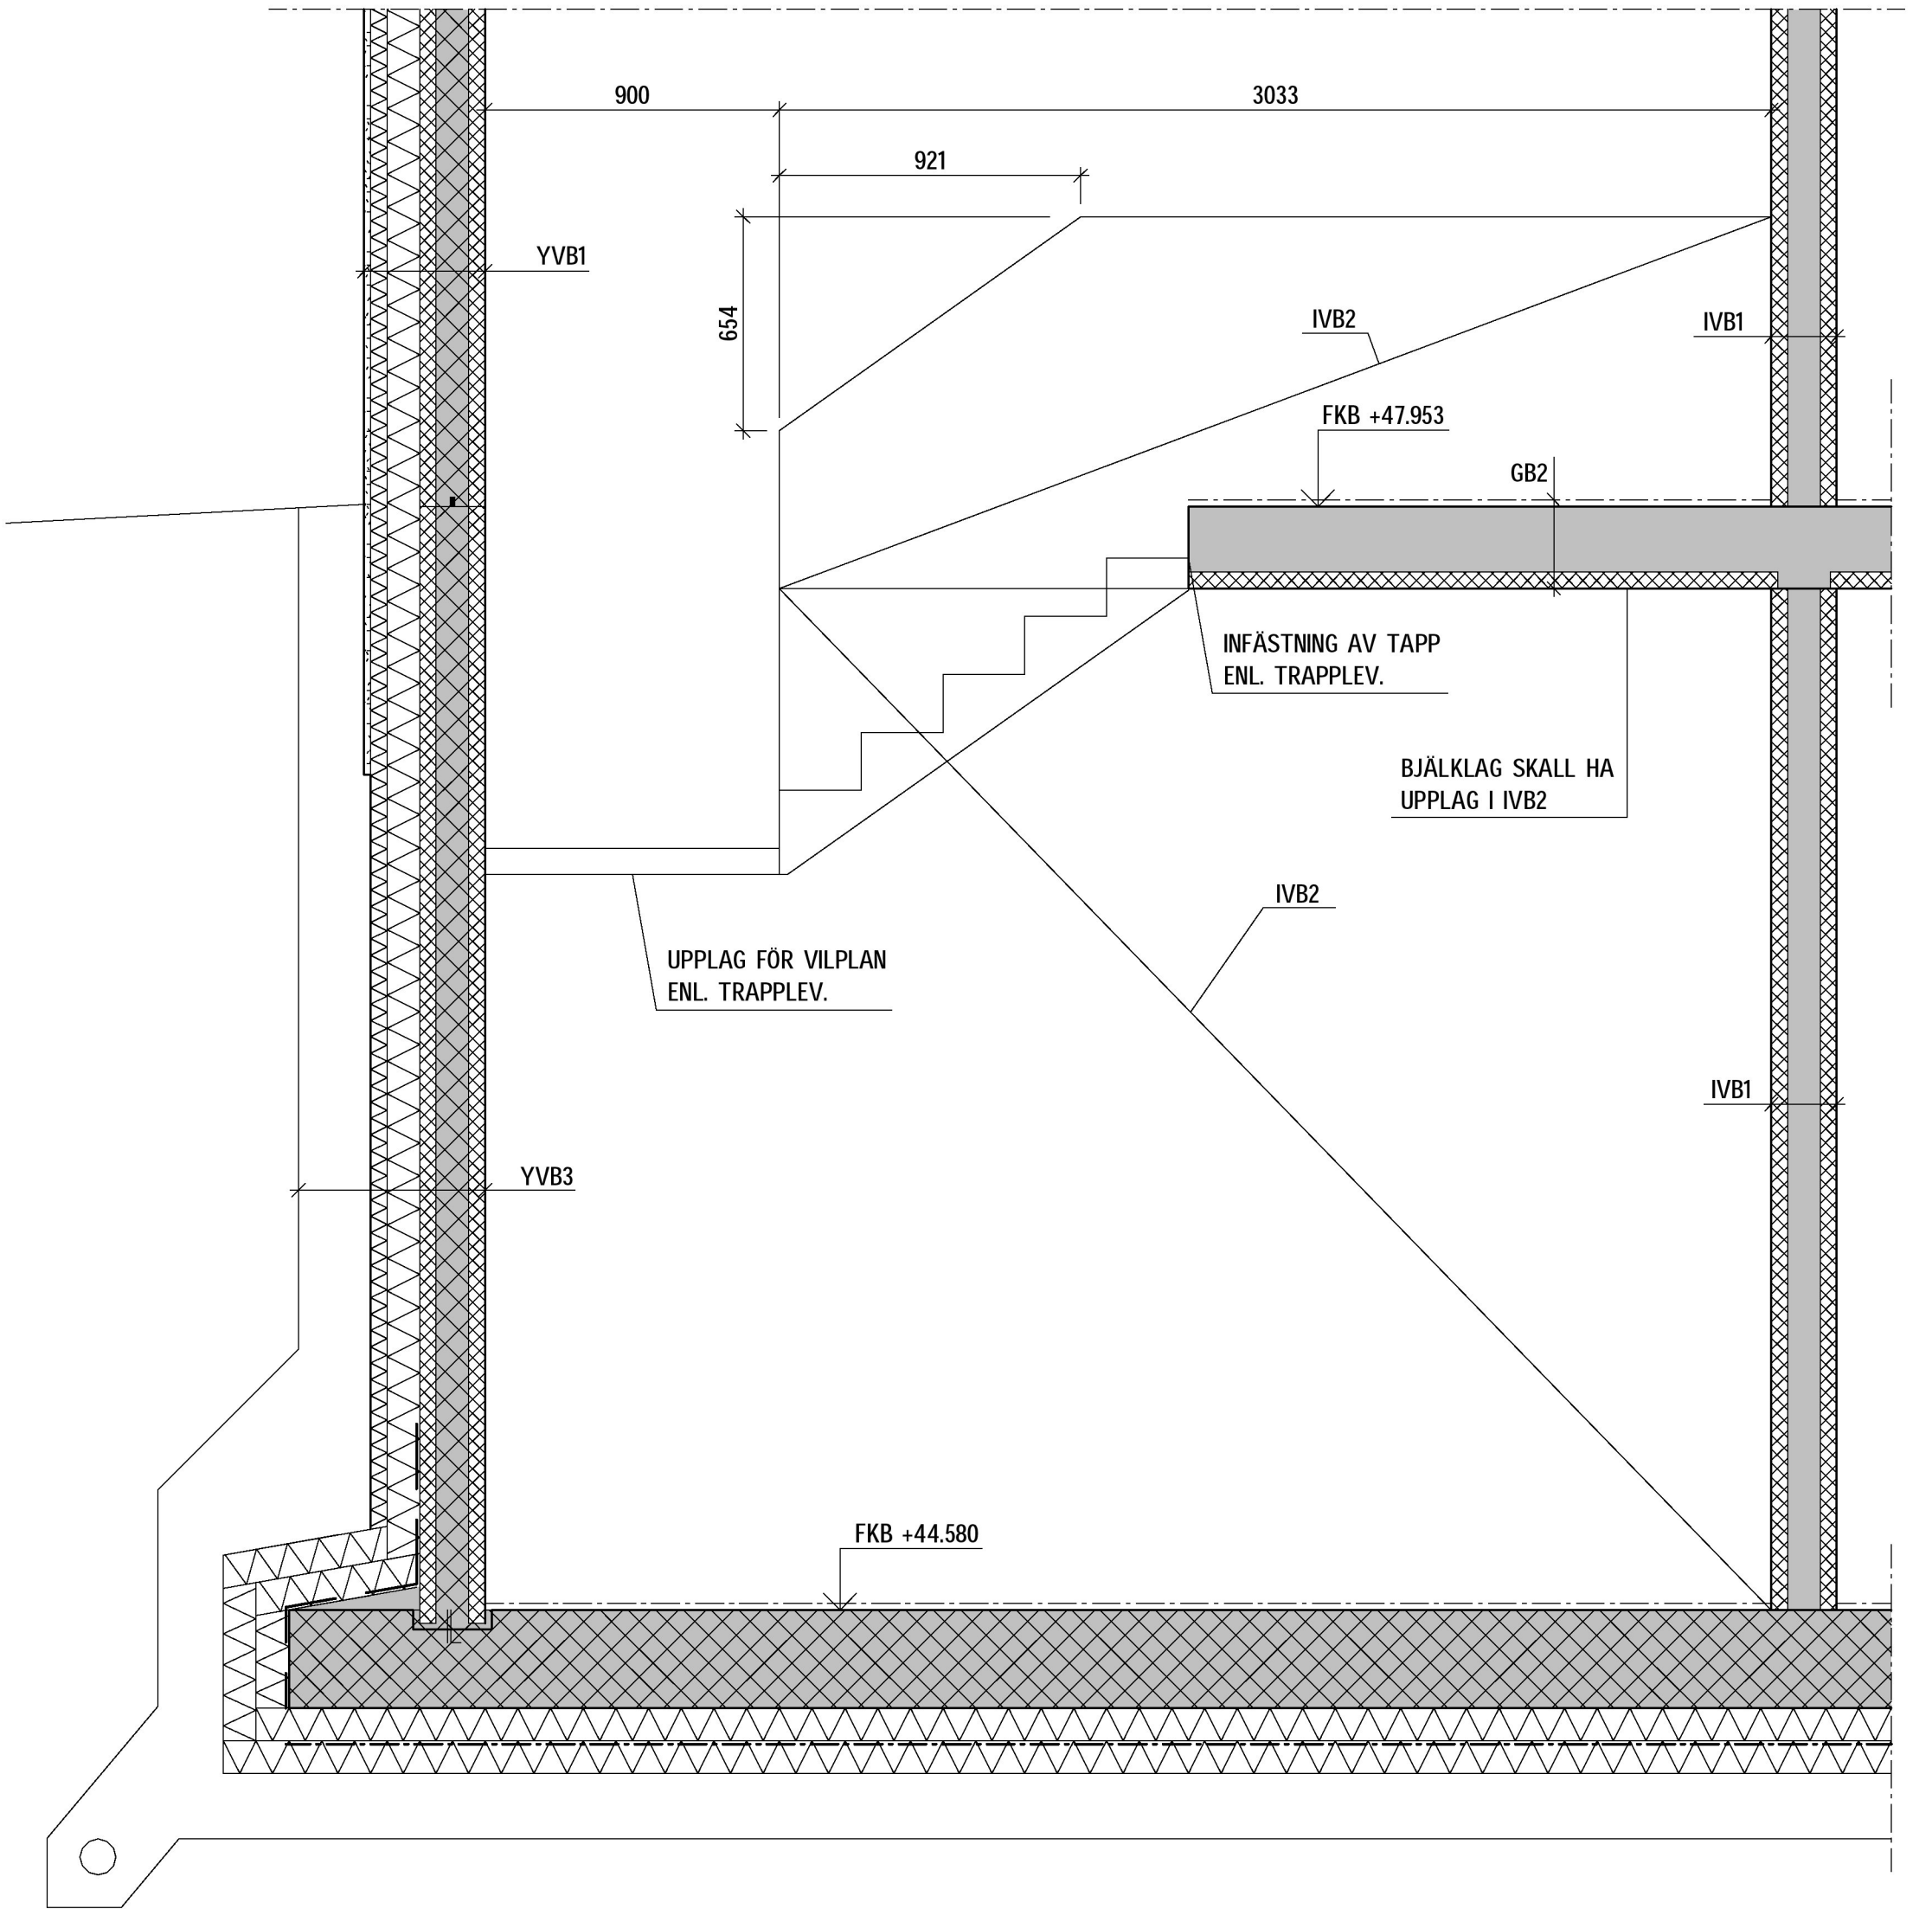 900
3033
921
YVB1
654
IVB2
IVB1
FKB +47.953
GB2
INFÄSTNING AV TAPP
ENL. TRAPPLEV.
BJÄLKLAG SKALL HA
UPPLAG I IVB2
IVB2
UPPLAG FÖR VILPLAN
ENL. TRAPPLEV.
IVB1
YVB3
FKB +44.580